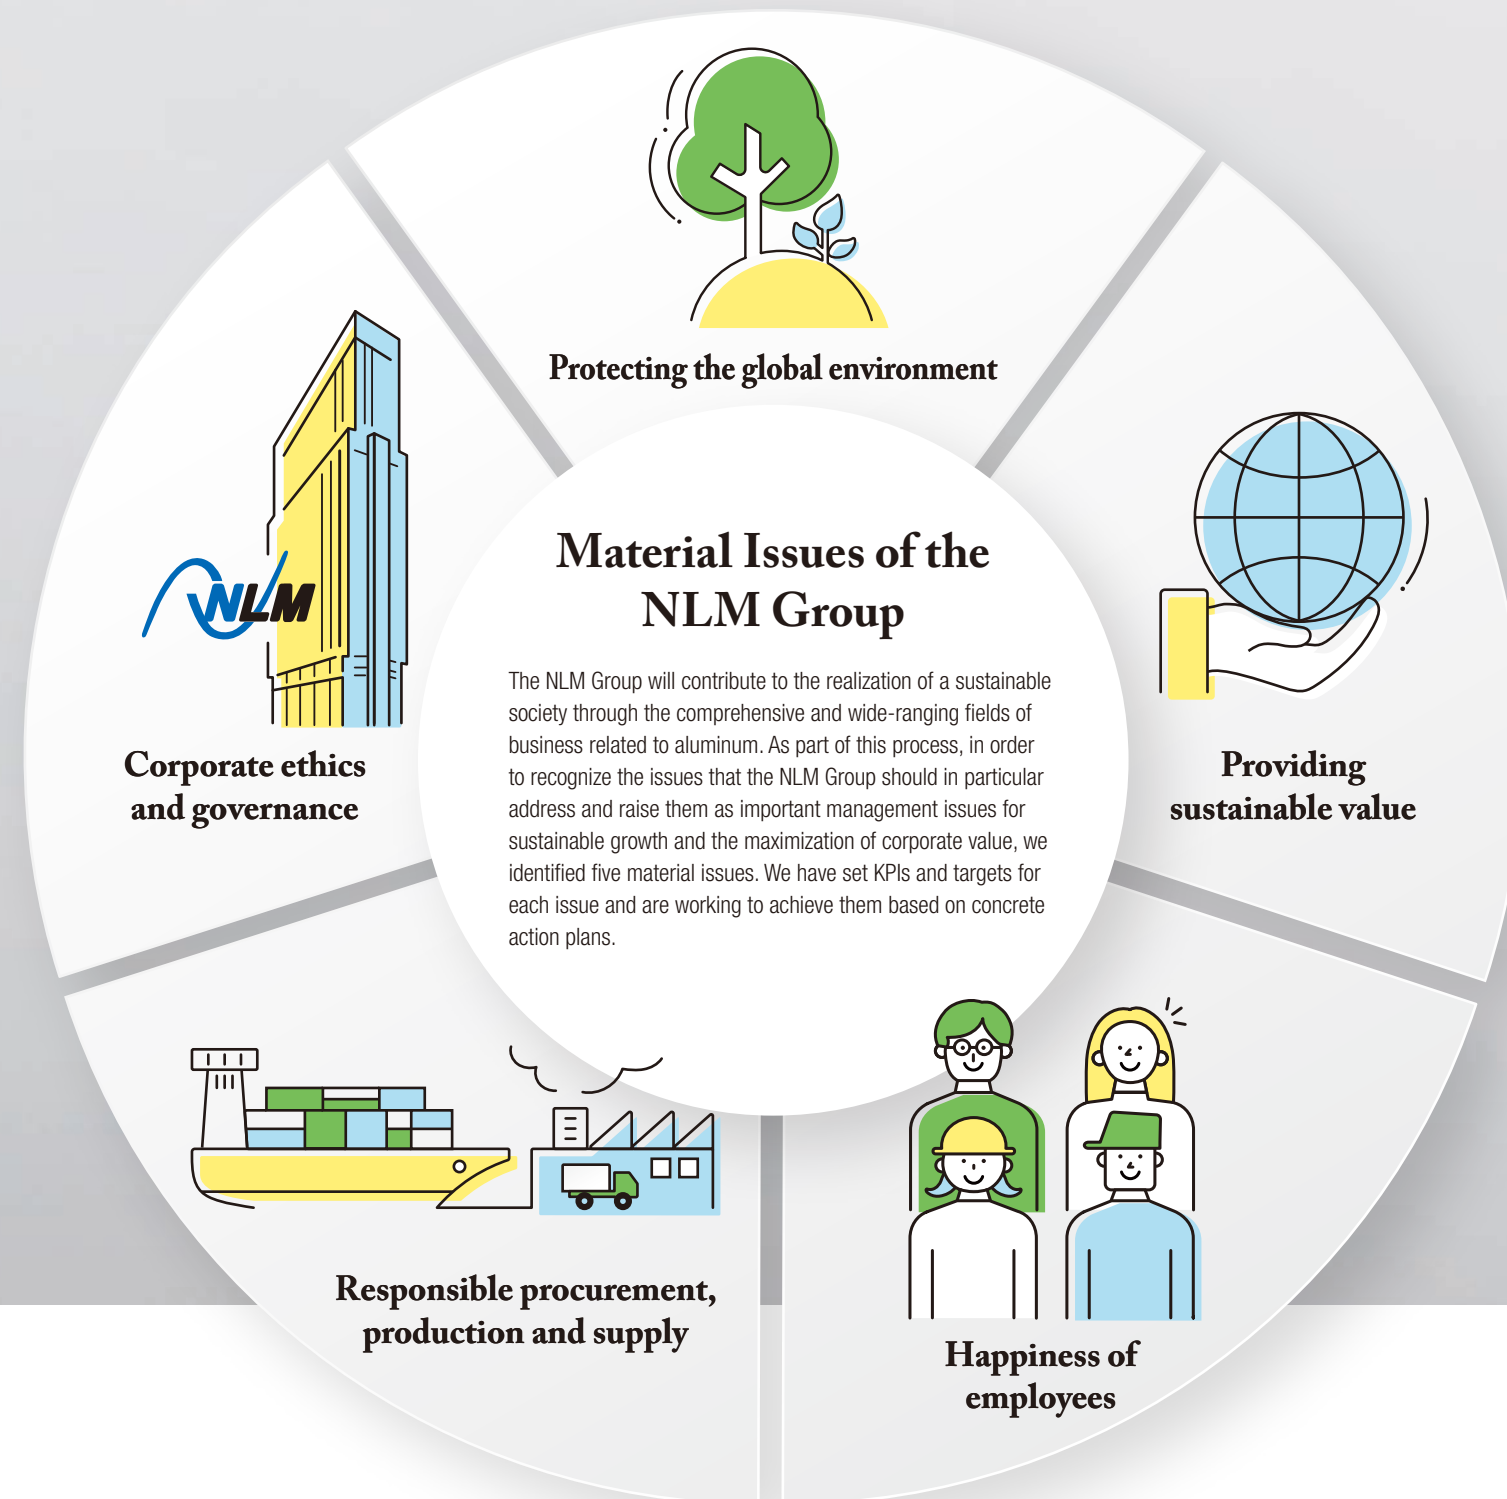 Protecting the global environment
Material Issues of the
NLM Group
The NLM Group will contribute to the realization of a sustainable
society through the comprehensive and wide-ranging fields of
business related to aluminum. As part of this process, in order
to recognize the issues that the NLM Group should in particular
address and raise them as important management issues for
sustainable growth and the maximization of corporate value, we
identified five material issues. We have set KPIs and targets for
each issue and are working to achieve them based on concrete
action plans.
NLM
Corporate ethics
and governance
Providing
sustainable value
Responsible procurement,
production and supply
Happiness of
employees